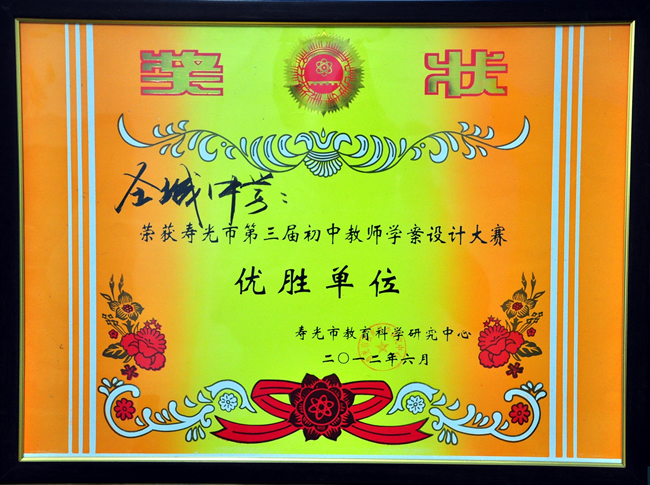 奖状
圣城中学：
荣获寿光市第三届初中教师学案设计大赛
优胜单位
寿光市教育科学研究中心
二〇一二年六月